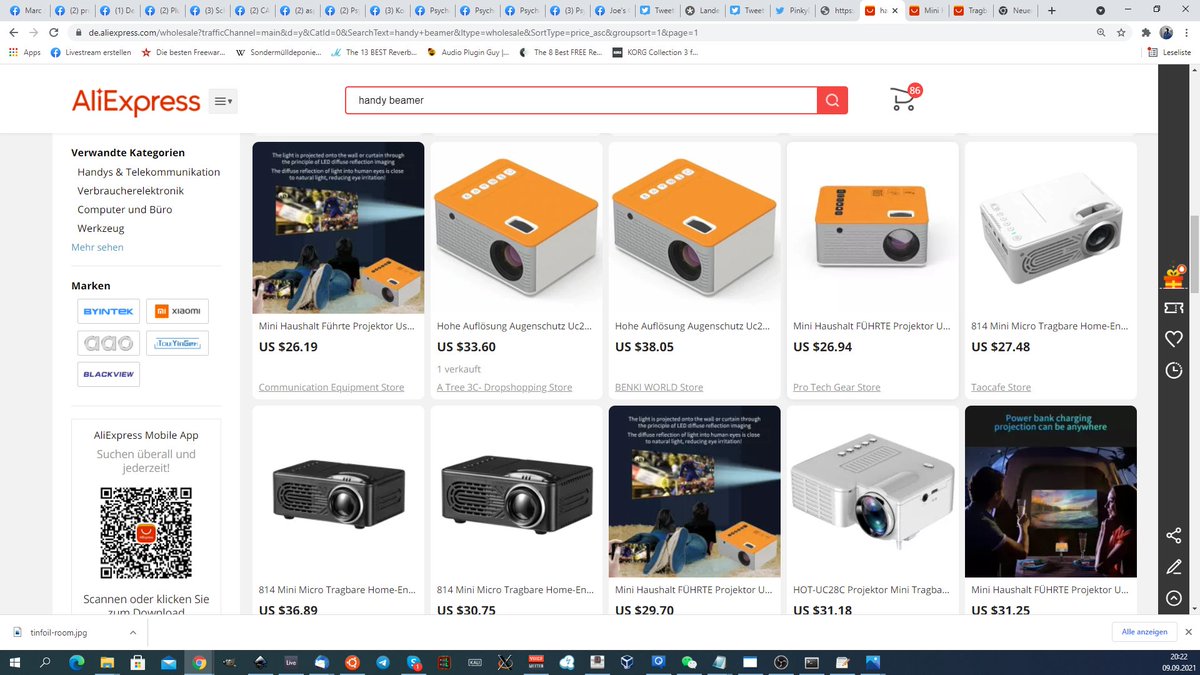 Marc
(2) pr
(1) De
(2) Plu
(3) Sc
(2) CA
(2) as
(2) Psy
(3) Ko
Psych
Psych
Psych
(3) Ps
Joe's
Tweet
Lande
Tweet
Pinky
https:
ha
Mini
Tragb
Neue
de.aliexpress.com/wholesale?trafficChannel=main&d=y&CatId=0&SearchText=handy+beamer&ltype=wholesale&SortType=price_asc&groupsort=1&page=1
Apps
Livestream erstellen
Die besten Freewar...
Sondermülldeponie...
The 13 BEST Reverb...
Audio Plugin Guy |...
The 8 Best FREE Re...
KORG Collection 3 f...
Leseliste
AliExpress
handy beamer
86
Verwandte Kategorien
Handys & Telekommunikation
Verbraucherelektronik
Computer und Büro
Werkzeug
Mehr sehen
Marken
BYINTEK
mi xiaomi
aao
TouYinGer
BLACKVIEW
AliExpress Mobile App
Suchen überall und
jederzeit!
Scannen oder klicken Sie
zum Download
The light is projected onto the wall or curtain through
the principle of LED diffuse reflection imaging
The diffuse reflection of light into human eyes is close
to natural light, reducing eye irritation!
Mini Haushalt Führte Projektor Us...
US $26.19
Communication Equipment Store
Hohe Auflösung Augenschutz Uc2...
US $33.60
1 verkauft
A Tree 3C- Dropshopping Store
Hohe Auflösung Augenschutz Uc2...
US $38.05
BENKI WORLD Store
Mini Haushalt FÜHRTE Projektor U...
US $26.94
Pro Tech Gear Store
814 Mini Micro Tragbare Home-En...
US $27.48
Taocafe Store
814 Mini Micro Tragbare Home-En...
US $36.89
814 Mini Micro Tragbare Home-En...
US $30.75
The light is projected onto the wall or curtain through
the principle of LED diffuse reflection imaging
The diffuse reflection of light into human eyes is close
to natural light, reducing eye irritation!
Mini Haushalt FÜHRTE Projektor U...
US $29.70
HOT-UC28C Projektor Mini Tragba...
US $31.18
Power bank charging
projection can be anywhere
Mini Haushalt FÜHRTE Projektor U...
US $31.25
tinfoil-room.jpg
Alle anzeigen
Live
20:22
09.09.2021